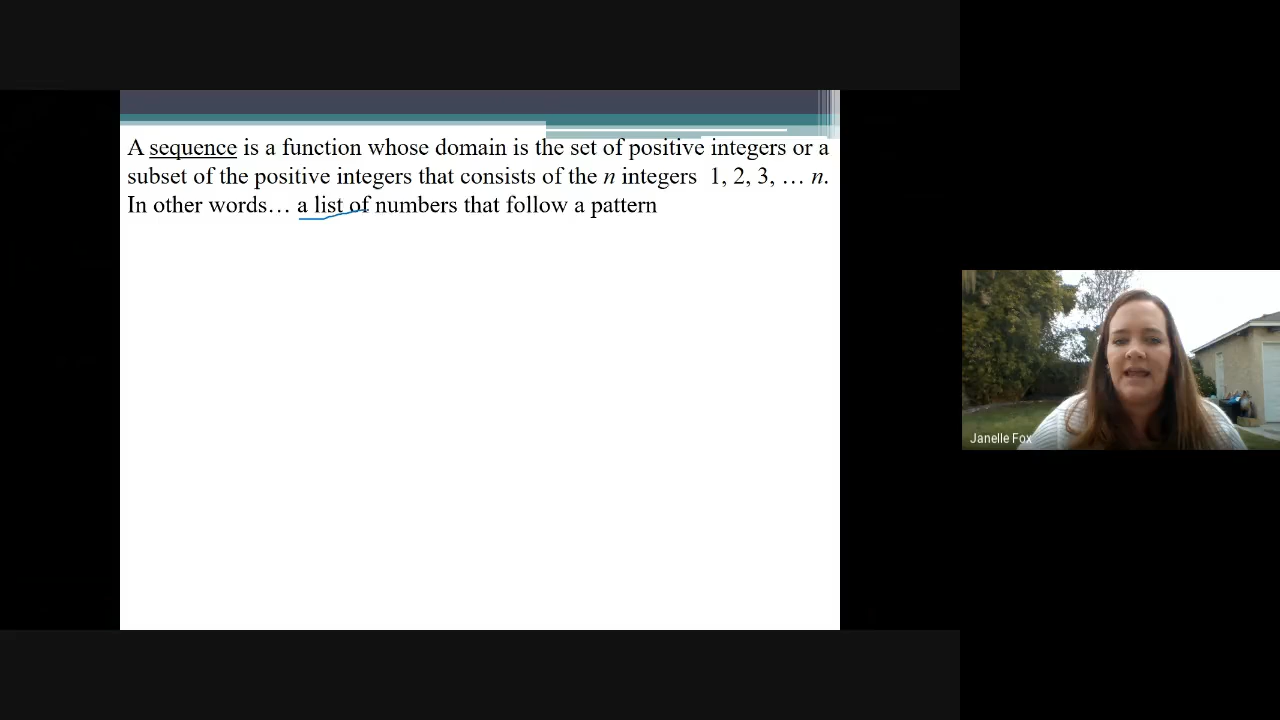 A sequence is a function whose domain is the set of positive integers or a
subset of the positive integers that consists of the n integers 1, 2, 3, … n.
In other words… a list of numbers that follow a pattern
Janelle Fox